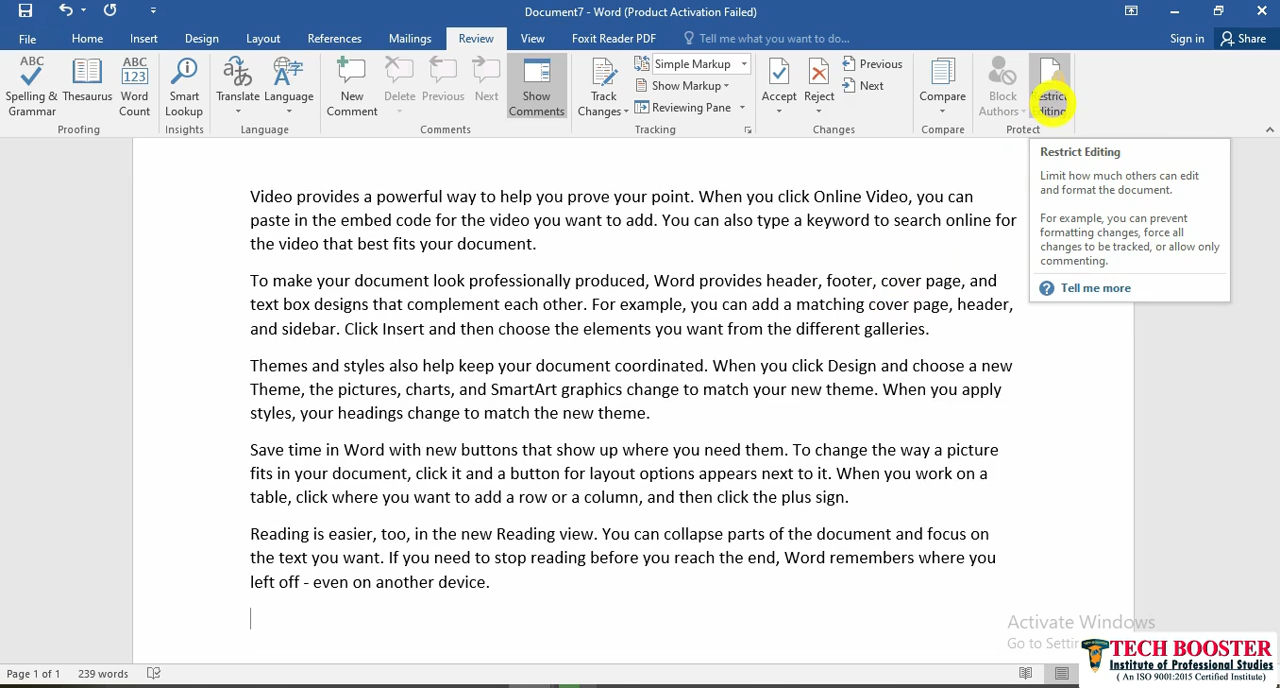 Document7 - Word (Product Activation Failed)
File Home Insert Design Layout References Mailings Review View Foxit Reader PDF Tell me what you want to do... Sign in Share
Spelling & Grammar
Thesaurus
Word Count
Proofing
Smart Lookup
Insights
Translate
Language
Language
New Comment
Delete
Previous
Next
Show Comments
Comments
Track Changes
Simple Markup
Show Markup
Reviewing Pane
Tracking
Accept
Reject
Previous
Next
Changes
Compare
Compare
Block Authors
Restrict Editing
Protect
Restrict Editing
Limit how much others can edit
and format the document.
For example, you can prevent
formatting changes, force all
changes to be tracked, or allow only
commenting.
Tell me more
Video provides a powerful way to help you prove your point. When you click Online Video, you can
paste in the embed code for the video you want to add. You can also type a keyword to search online for
the video that best fits your document.
To make your document look professionally produced, Word provides header, footer, cover page, and
text box designs that complement each other. For example, you can add a matching cover page, header,
and sidebar. Click Insert and then choose the elements you want from the different galleries.
Themes and styles also help keep your document coordinated. When you click Design and choose a new
Theme, the pictures, charts, and SmartArt graphics change to match your new theme. When you apply
styles, your headings change to match the new theme.
Save time in Word with new buttons that show up where you need them. To change the way a picture
fits in your document, click it and a button for layout options appears next to it. When you work on a
table, click where you want to add a row or a column, and then click the plus sign.
Reading is easier, too, in the new Reading view. You can collapse parts of the document and focus on
the text you want. If you need to stop reading before you reach the end, Word remembers where you
left off - even on another device.
Activate Windows
Go to
TECH BOOSTER
Institute of Professional Studies
( An ISO 9001:2015 Certified Institute)
Page 1 of 1 239 words